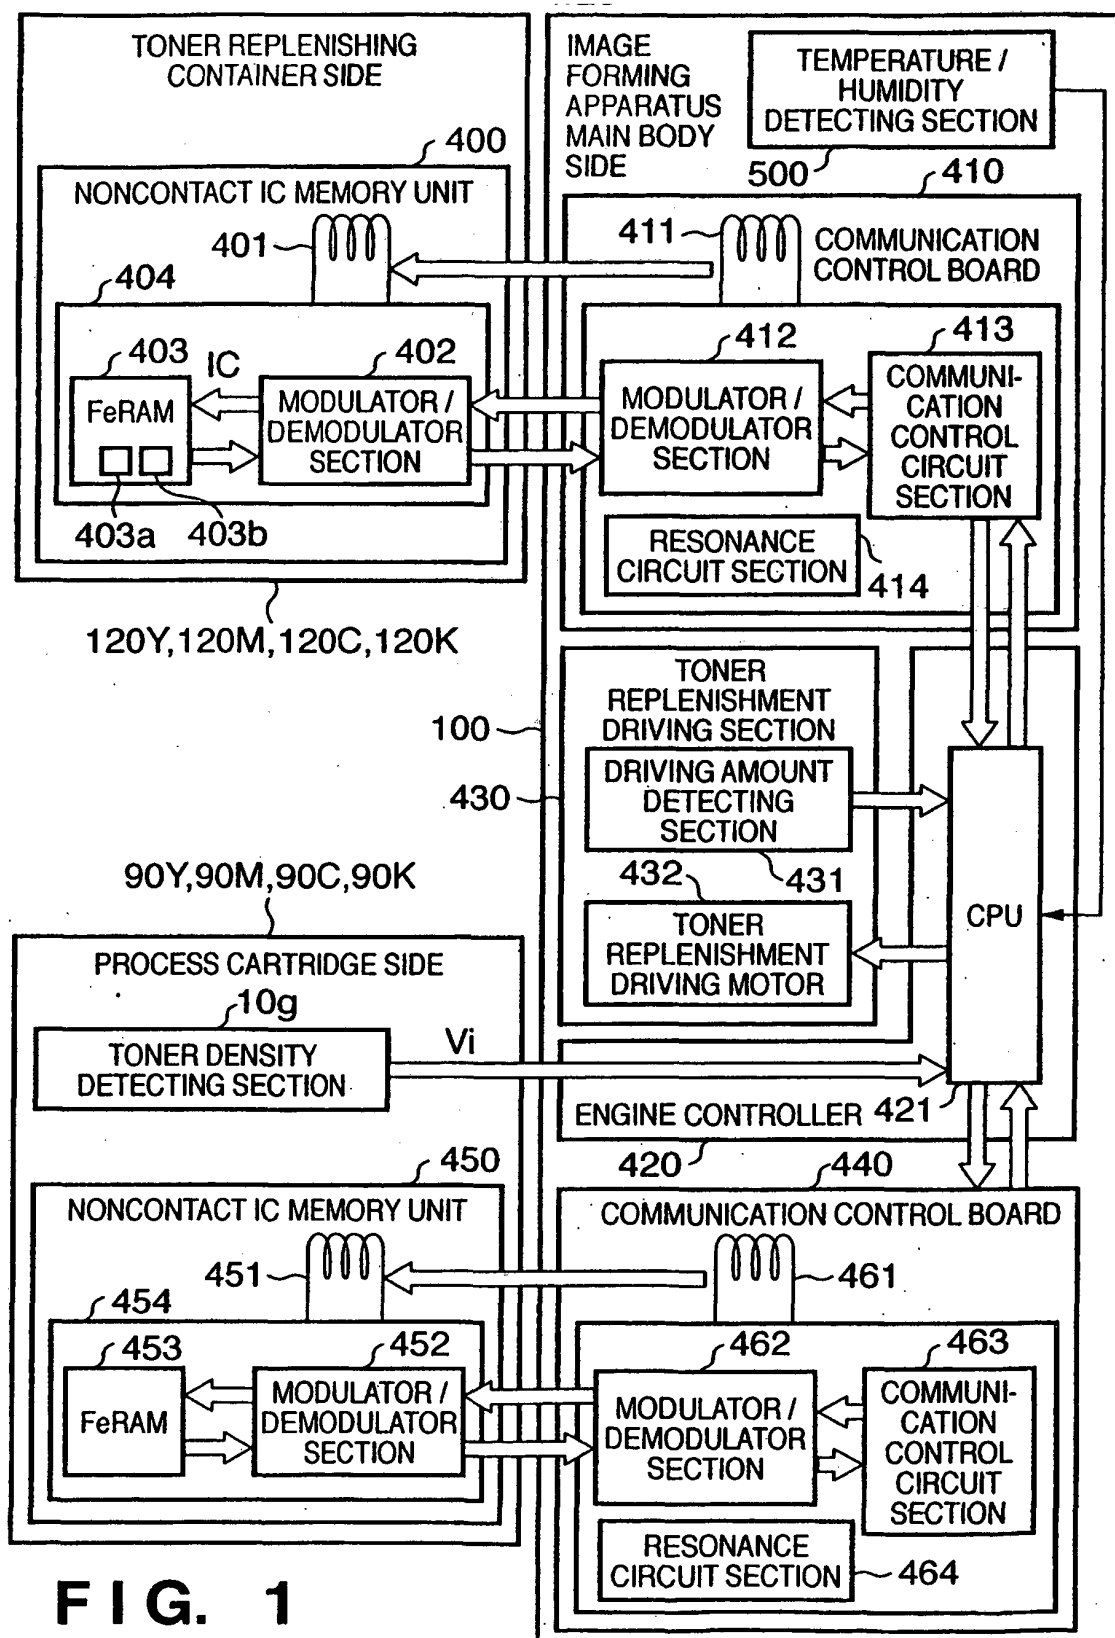 TONER REPLENISHING
CONTAINER SIDE
400
NONCONTACT IC MEMORY UNIT
401
404
403
IC
402
FeRAM
MODULATOR /
DEMODULATOR
SECTION
403a
403b
120Y,120M,120C,120K
IMAGE
FORMING
APPARATUS
MAIN BODY
SIDE
TEMPERATURE /
HUMIDITY
DETECTING SECTION
500
410
411
COMMUNICATION
CONTROL BOARD
412
413
MODULATOR /
DEMODULATOR
SECTION
COMMUNI-
CATION
CONTROL
CIRCUIT
SECTION
RESONANCE
CIRCUIT SECTION
414
100
TONER
REPLENISHMENT
DRIVING SECTION
430
DRIVING AMOUNT
DETECTING
SECTION
432
431
TONER
REPLENISHMENT
DRIVING MOTOR
CPU
90Y,90M,90C,90K
PROCESS CARTRIDGE SIDE
10g
TONER DENSITY
DETECTING SECTION
Vi
ENGINE CONTROLLER
421
420
440
450
NONCONTACT IC MEMORY UNIT
451
454
453
452
FeRAM
MODULATOR /
DEMODULATOR
SECTION
COMMUNICATION CONTROL BOARD
461
462
463
MODULATOR /
DEMODULATOR
SECTION
COMMUNI-
CATION
CONTROL
CIRCUIT
SECTION
RESONANCE
CIRCUIT SECTION
464
FIG. 1